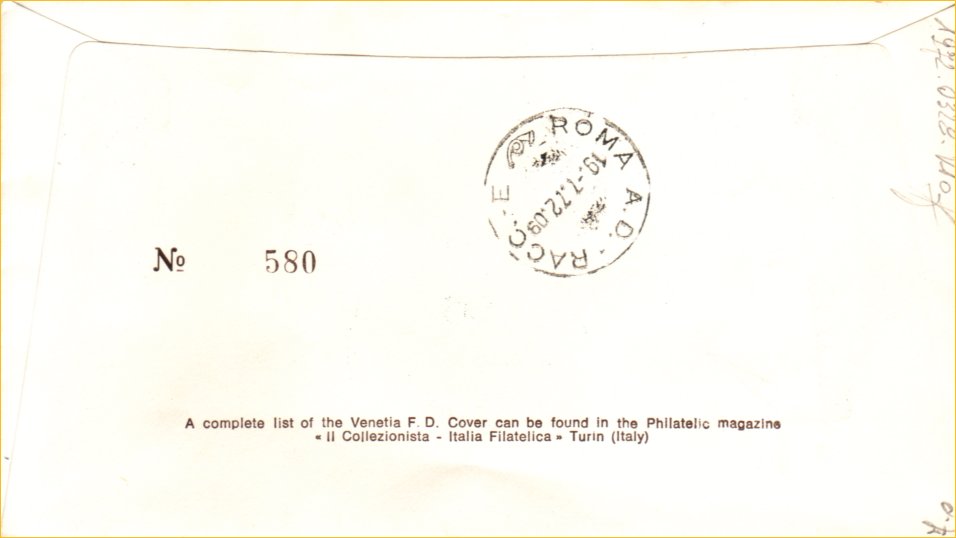 ROMA A.D. - RACC. E
19.-7.72.09
№ 580
A complete list of the Venetia F. D. Cover can be found in the Philatelic magazine
« Il Collezionista - Italia Filatelica » Turin (Italy)